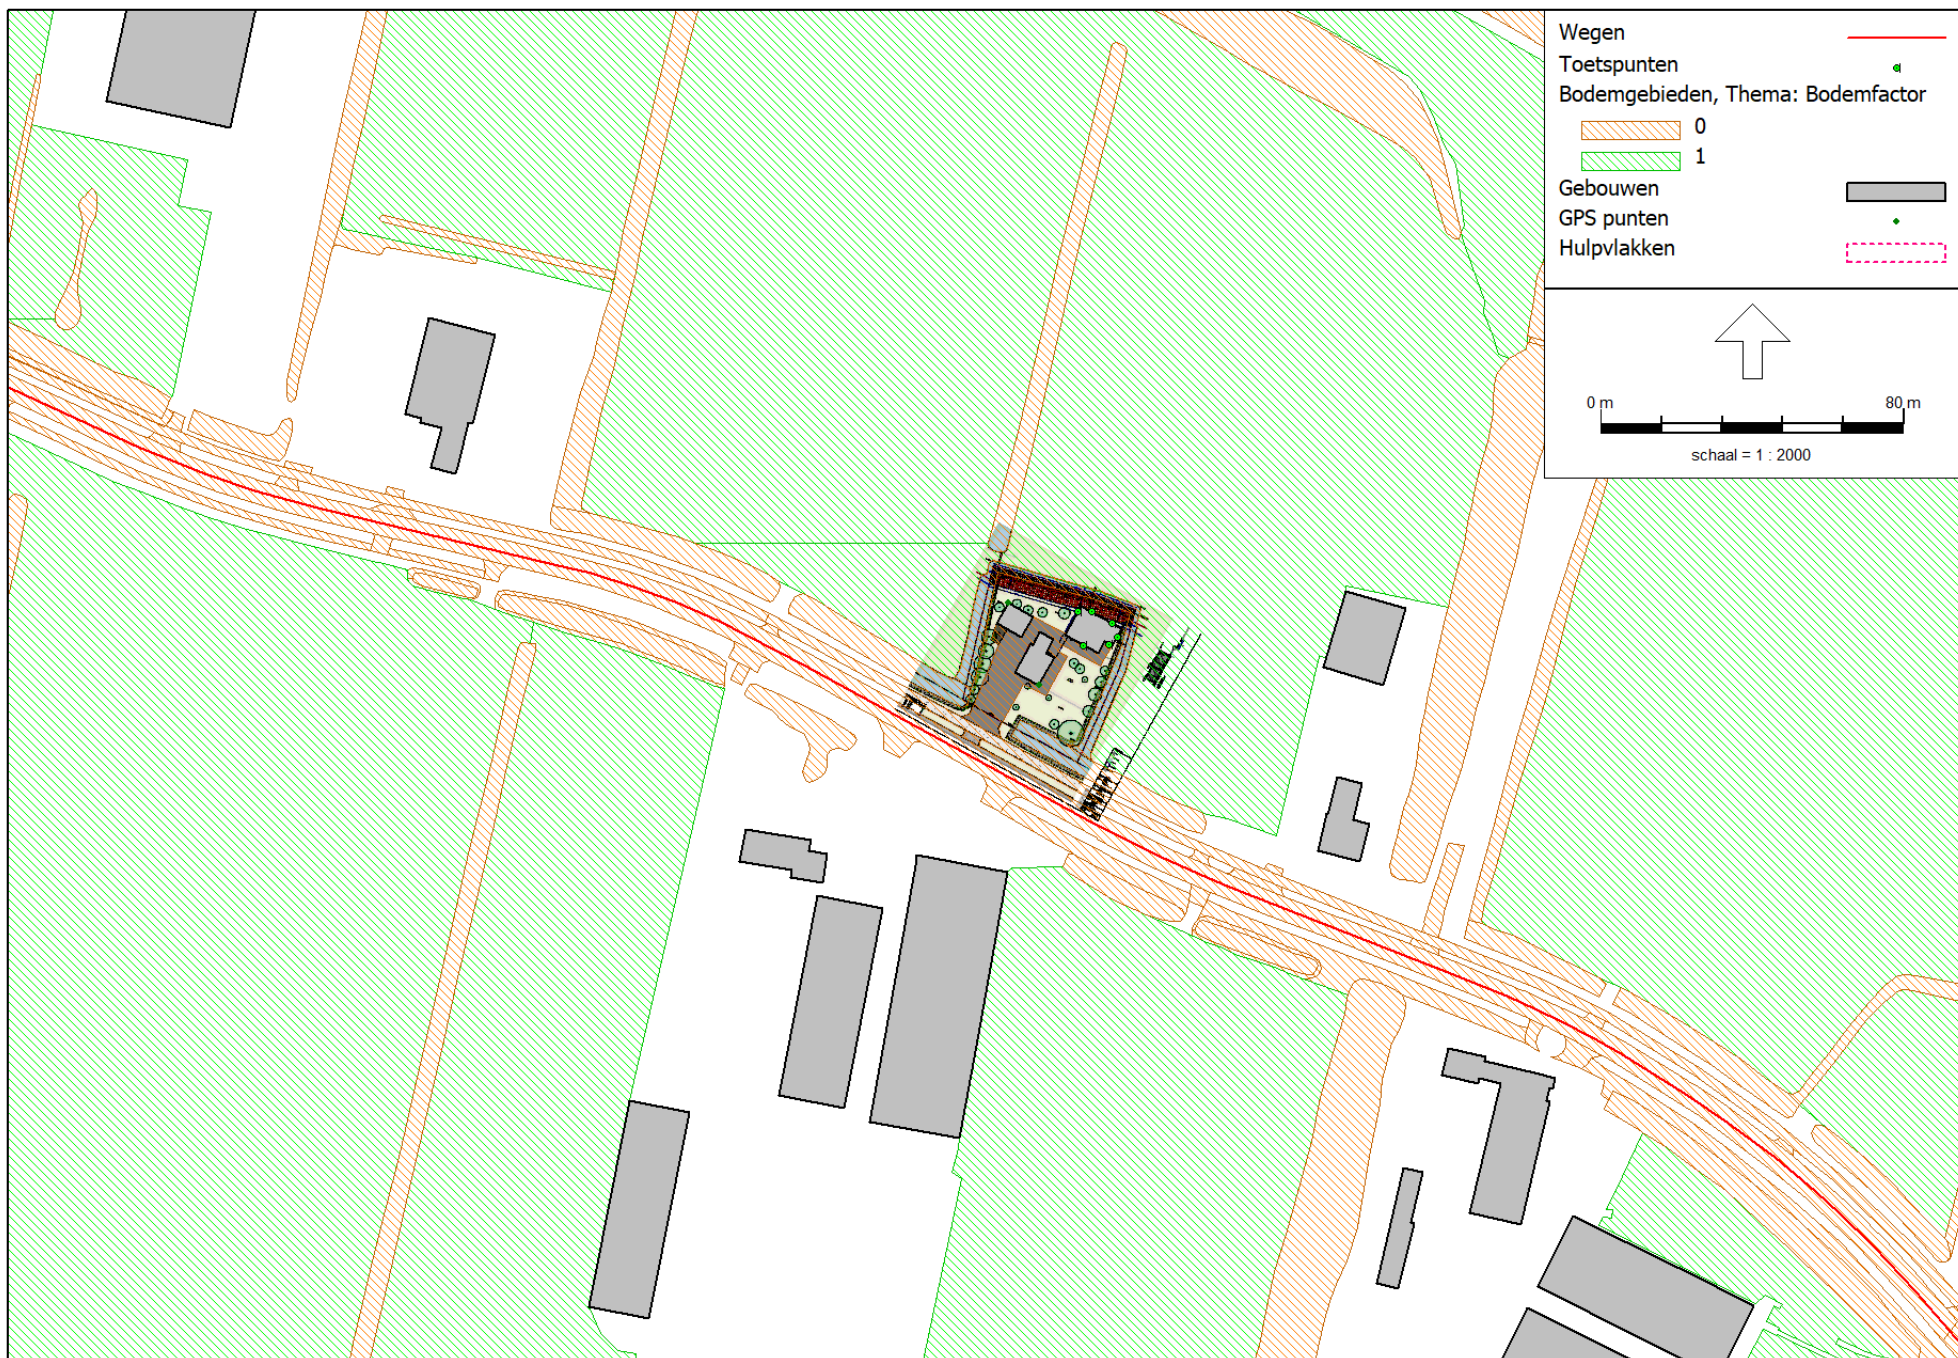 Wegen
Toetspunten
Bodemgebieden, Thema: Bodemfactor
0
1
Gebouwen
GPS punten
Hulpvlakken
0 m 80 m
schaal = 1 : 2000